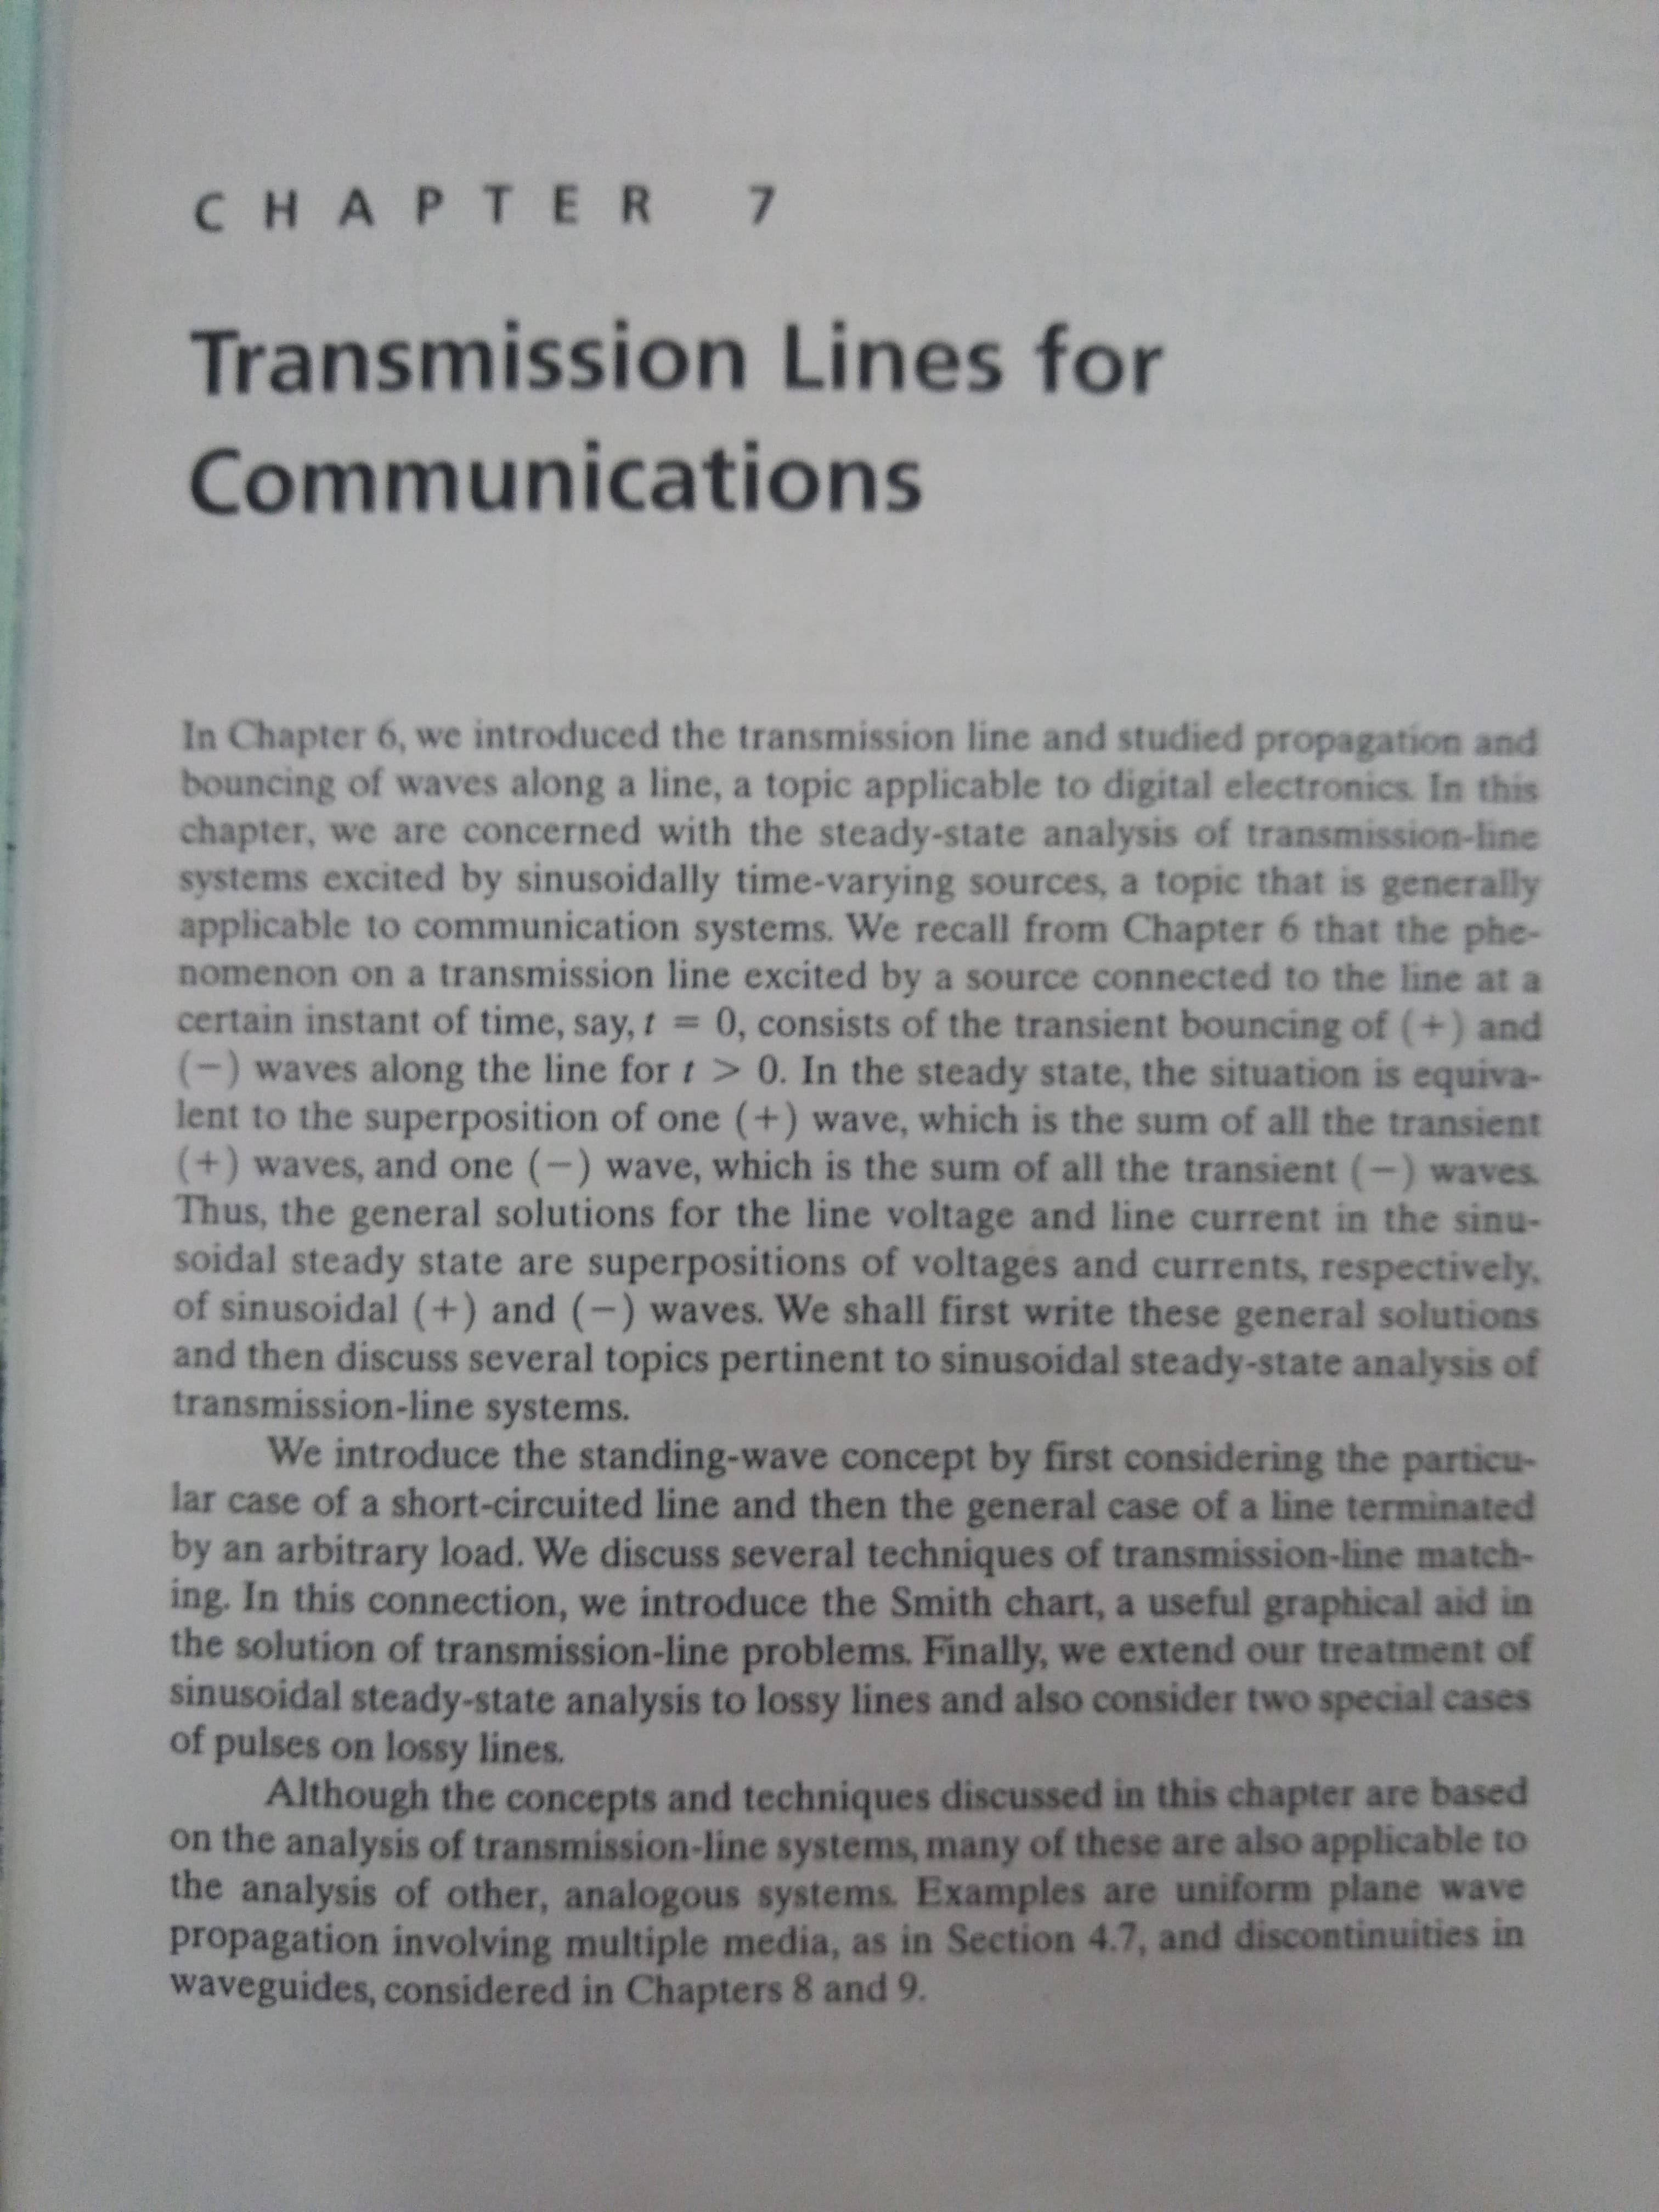 CHAPTER 7
Transmission Lines for
Communications
In Chapter 6, we introduced the transmission line and studied propagation and
bouncing of waves along a line, a topic applicable to digital electronics. In this
chapter, we are concerned with the steady-state analysis of transmission-line
systems excited by sinusoidally time-varying sources, a topic that is generally
applicable to communication systems. We recall from Chapter 6 that the phe-
nomenon on a transmission line excited by a source connected to the line at a
certain instant of time, say, t = 0, consists of the transient bouncing of (+) and
(−) waves along the line for t > 0. In the steady state, the situation is equiva-
lent to the superposition of one (+) wave, which is the sum of all the transient
(+) waves, and one (−) wave, which is the sum of all the transient (−) waves.
Thus, the general solutions for the line voltage and line current in the sinu-
soidal steady state are superpositions of voltages and currents, respectively,
of sinusoidal (+) and (−) waves. We shall first write these general solutions
and then discuss several topics pertinent to sinusoidal steady-state analysis of
transmission-line systems.
We introduce the standing-wave concept by first considering the particu-
lar case of a short-circuited line and then the general case of a line terminated
by an arbitrary load. We discuss several techniques of transmission-line match-
ing. In this connection, we introduce the Smith chart, a useful graphical aid in
the solution of transmission-line problems. Finally, we extend our treatment of
sinusoidal steady-state analysis to lossy lines and also consider two special cases
of pulses on lossy lines.
Although the concepts and techniques discussed in this chapter are based
on the analysis of transmission-line systems, many of these are also applicable to
the analysis of other, analogous systems. Examples are uniform plane wave
propagation involving multiple media, as in Section 4.7, and discontinuities in
waveguides, considered in Chapters 8 and 9.